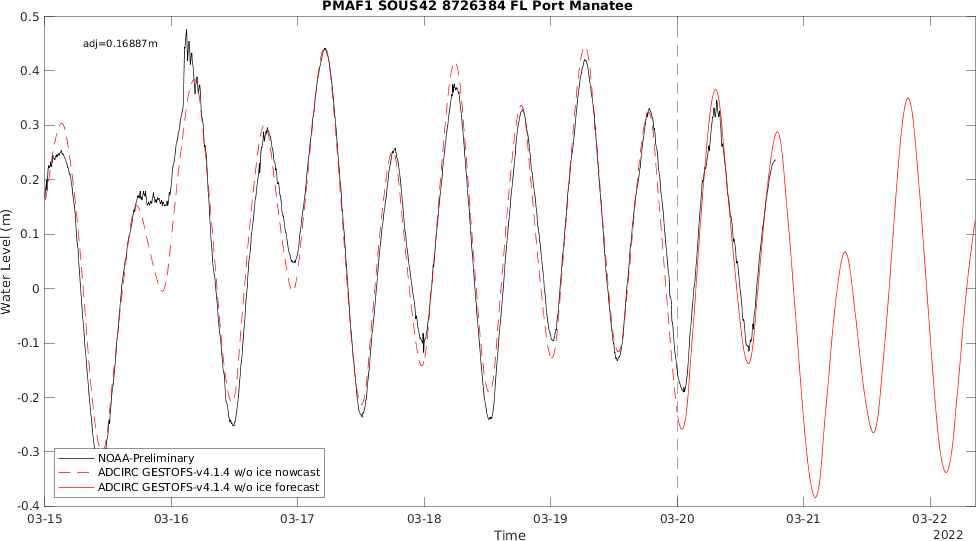 PMAF1 SOUS42 8726384 FL Port Manatee
adj=0.16887m
Water Level (m)
0.5
0.4
0.3
0.2
0.1
0
-0.1
-0.2
-0.3
-0.4
NOAA-Preliminary
ADCIRC GESTOFS-v4.1.4 w/o ice nowcast
ADCIRC GESTOFS-v4.1.4 w/o ice forecast
03-15 03-16 03-17 03-18 03-19 03-20 03-21 03-22
Time
2022